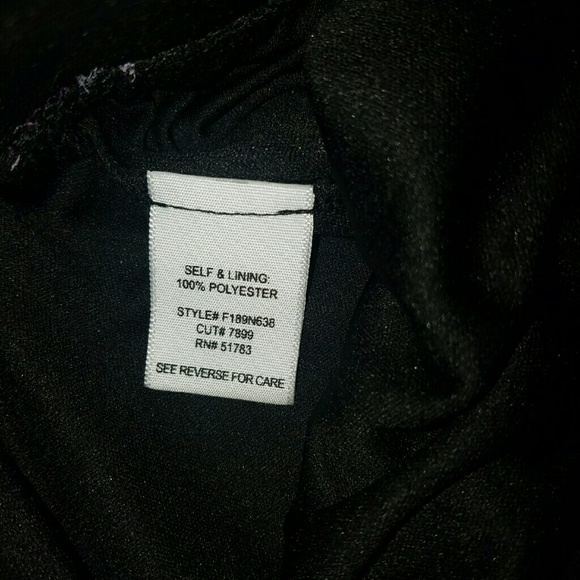 SELF & LINING:
100% POLYESTER
STYLE# F189N638
CUT# 7899
RN# 51783
SEE REVERSE FOR CARE